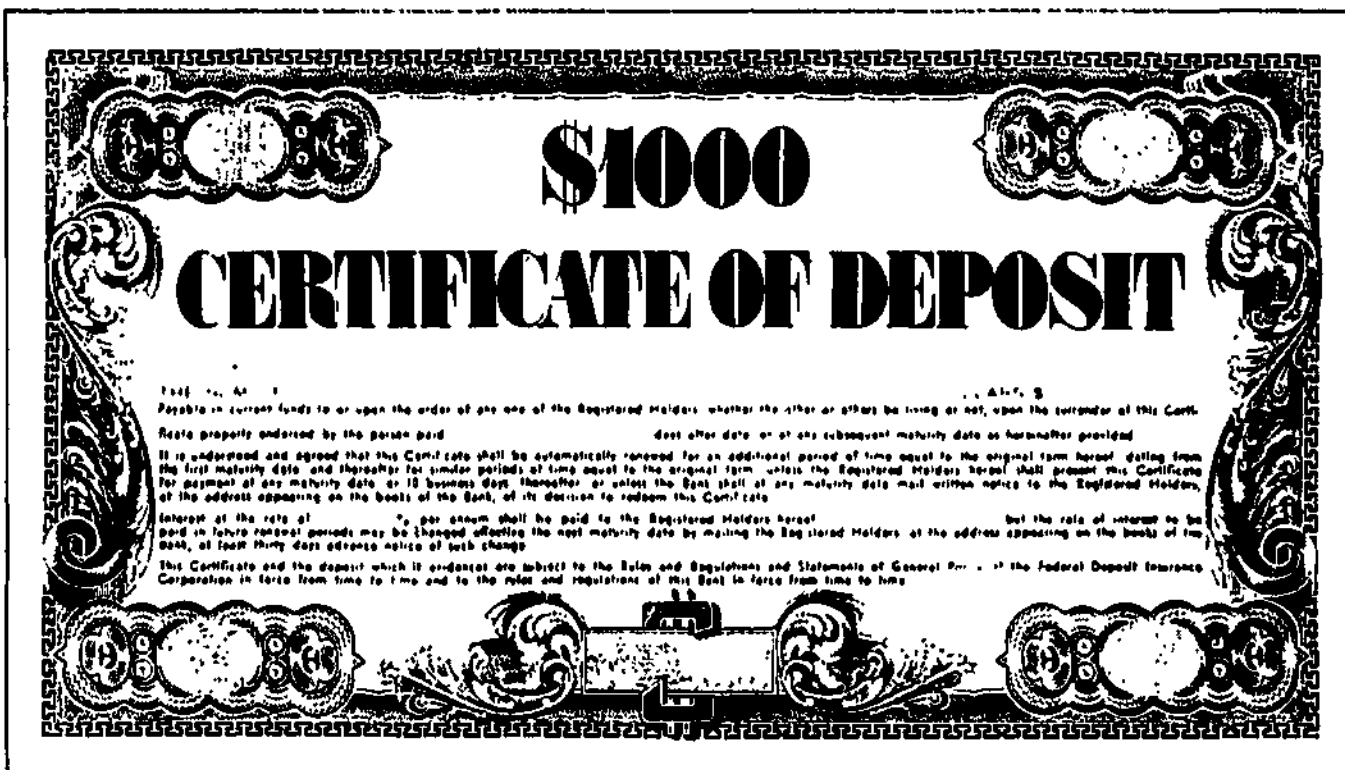 $1000
CERTIFICATE OF DEPOSIT
Payable in current funds to or upon the order of any one of the Registered Holders, whether the other or others be living or not, upon the surrender of this Certi-
ficate properly endorsed by the person paid days after date or at any subsequent maturity date as hereinafter provided
It is understood and agreed that this Certificate shall be automatically renewed for an additional period of time equal to the original term hereof dating from
the first maturity date and thereafter for similar periods of time equal to the original term unless the Registered Holders hereof shall present this Certificate
for payment at any maturity date or 10 business days thereafter or unless the Bank shall at any maturity date mail written notice to the Registered Holders,
at the address appearing on the books of the Bank, of its decision to redeem this Certificate
Interest at the rate of % per annum shall be paid to the Registered Holders hereof but the rate of interest to be
paid in future renewal periods may be changed effective the next maturity date by mailing the Registered Holders at the address appearing on the books of the
Bank, at least thirty days advance notice of such change
This Certificate and the deposit which it evidences are subject to the Rules and Regulations and Statements of General the Federal Deposit Insurance
Corporation in force from time to time and to the rules and regulations of this Bank in force from time to time